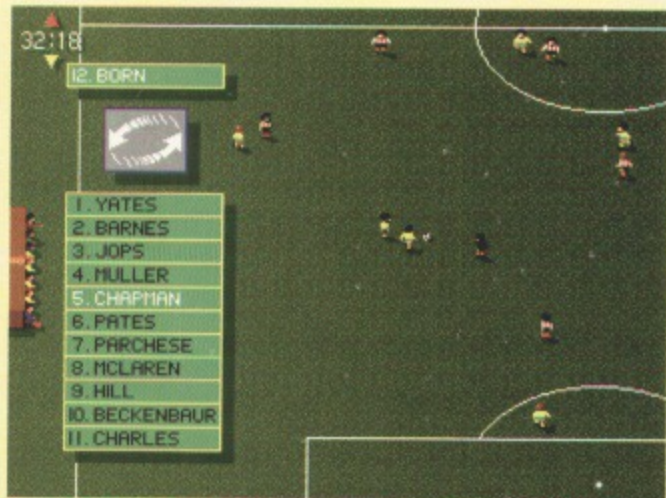 32:18
12. BORN
1. YATES
2. BARNES
3. JOPS
4. MULLER
5. CHAPMAN
6. PATES
7. PARCHESE
8. MCLAREN
9. HILL
10. BECKENBAUR
11. CHARLES